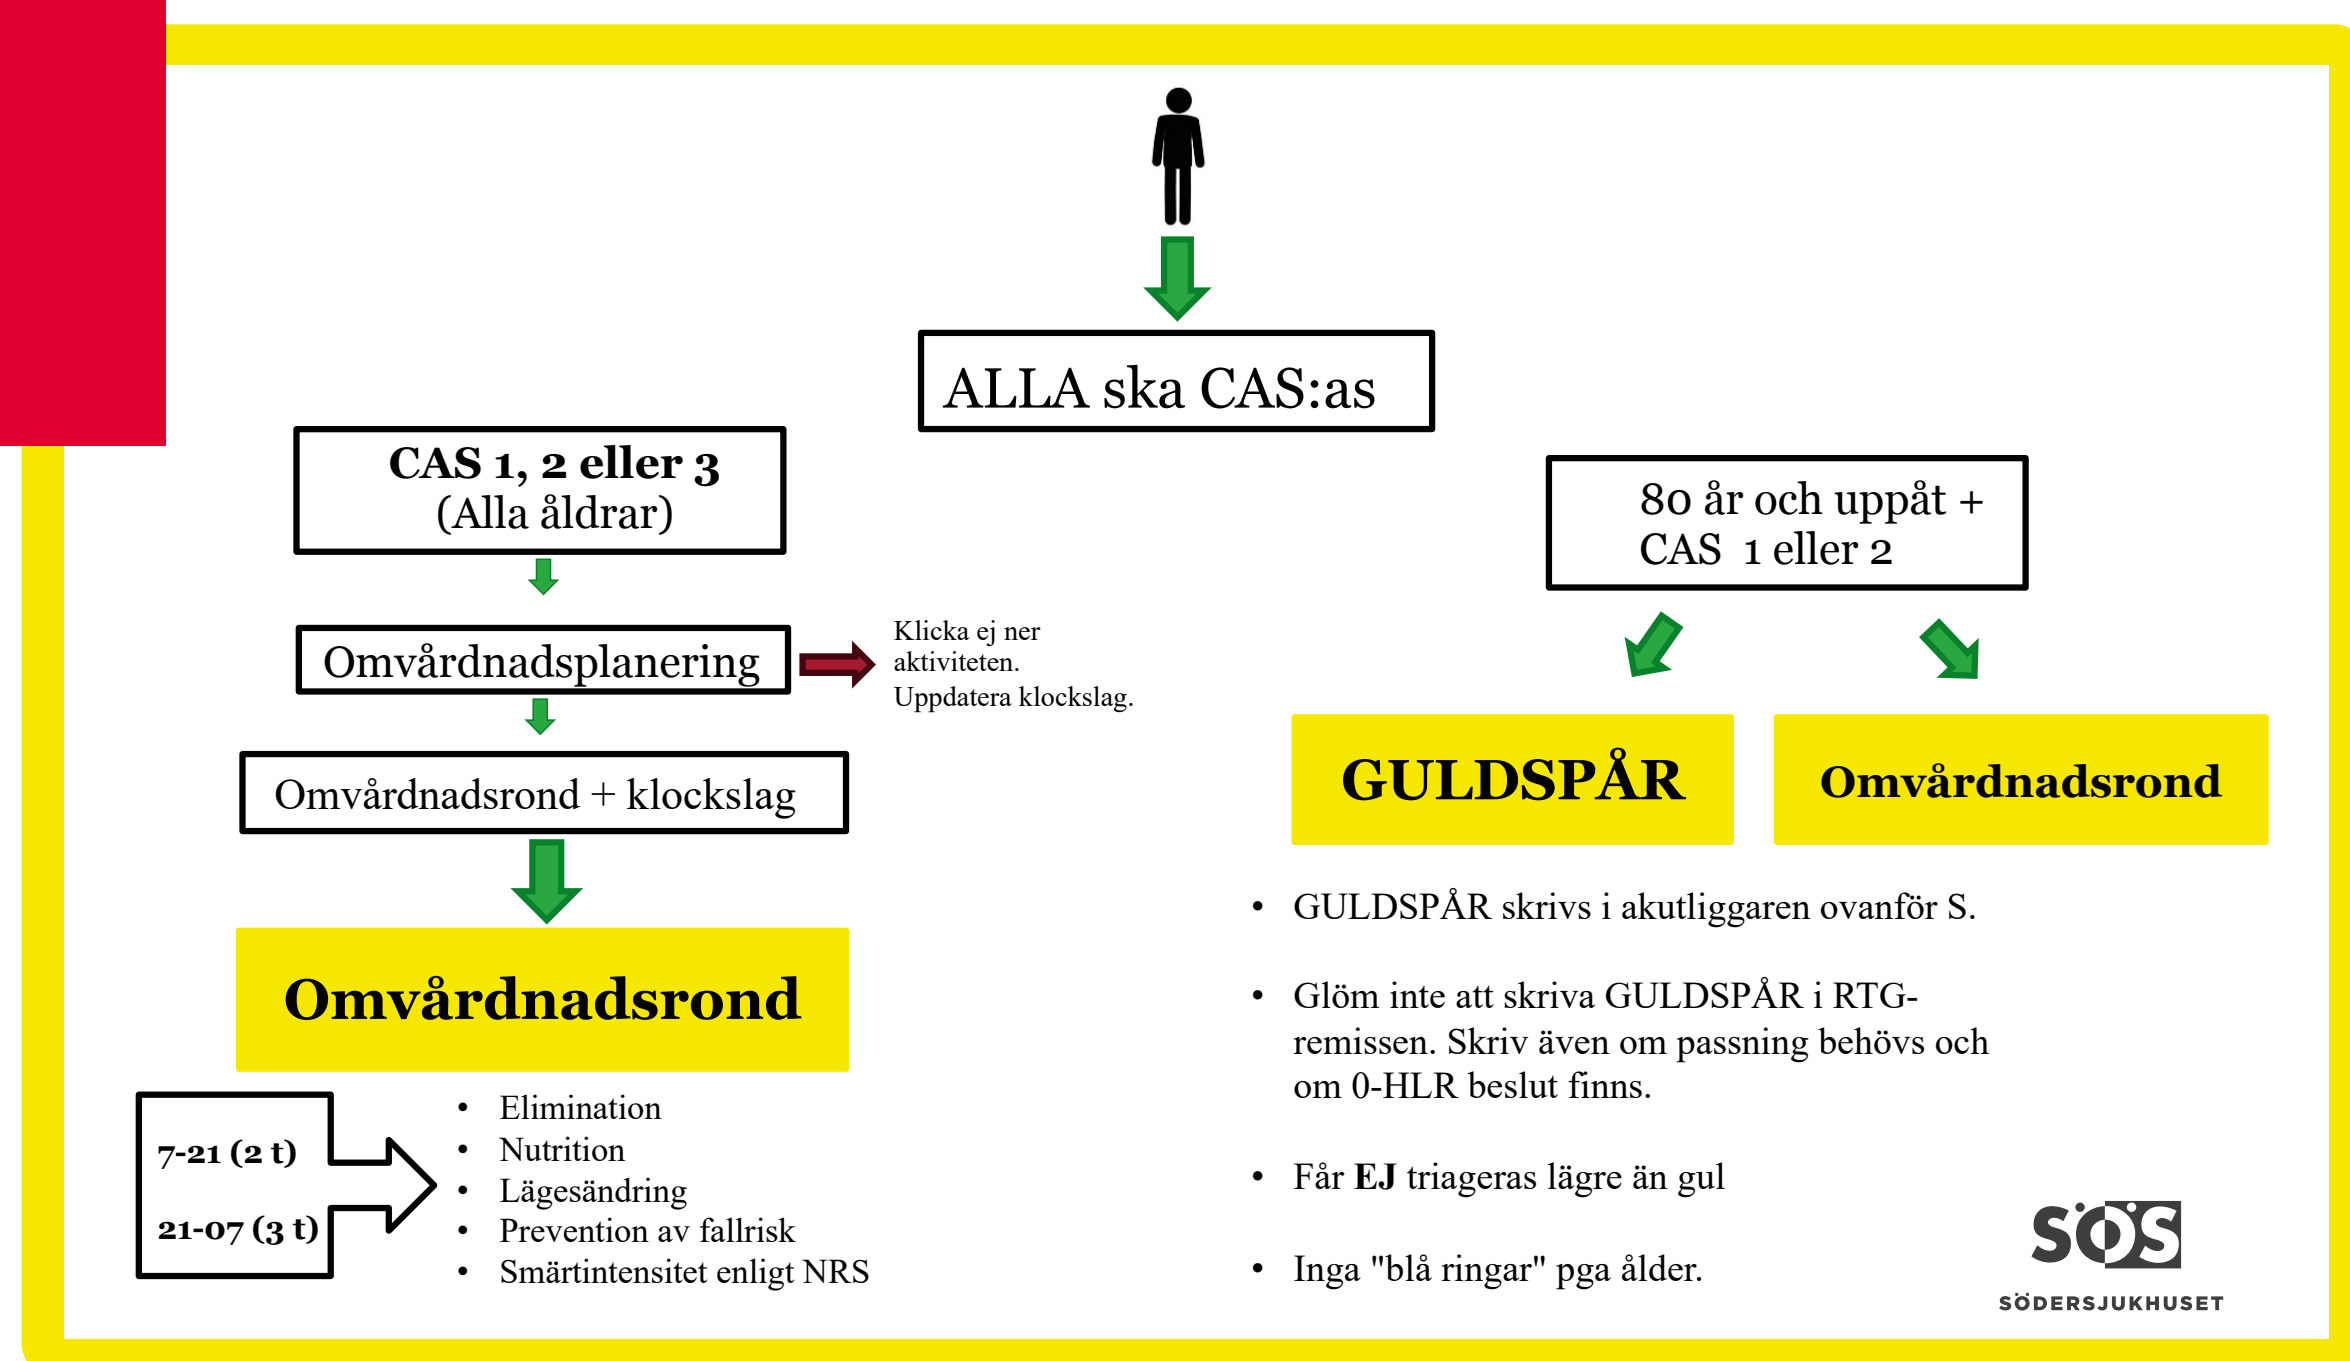 ALLA ska CAS:as
CAS 1, 2 eller 3
(Alla åldrar)
Omvårdnadsplanering
Klicka ej ner
aktiviteten.
Uppdatera klockslag.
Omvårdnadsrond + klockslag
Omvårdnadsrond
7-21 (2 t)
21-07 (3 t)
• Elimination
• Nutrition
• Lägesändring
• Prevention av fallrisk
• Smärtintensitet enligt NRS
80 år och uppåt +
CAS 1 eller 2
GULDSPÅR
Omvårdnadsrond
• GULDSPÅR skrivs i akutliggaren ovanför S.
• Glöm inte att skriva GULDSPÅR i RTG-
remissen. Skriv även om passning behövs och
om 0-HLR beslut finns.
• Får EJ triageras lägre än gul
• Inga "blå ringar" pga ålder.
SÖS
SÖDERSJUKHUSET